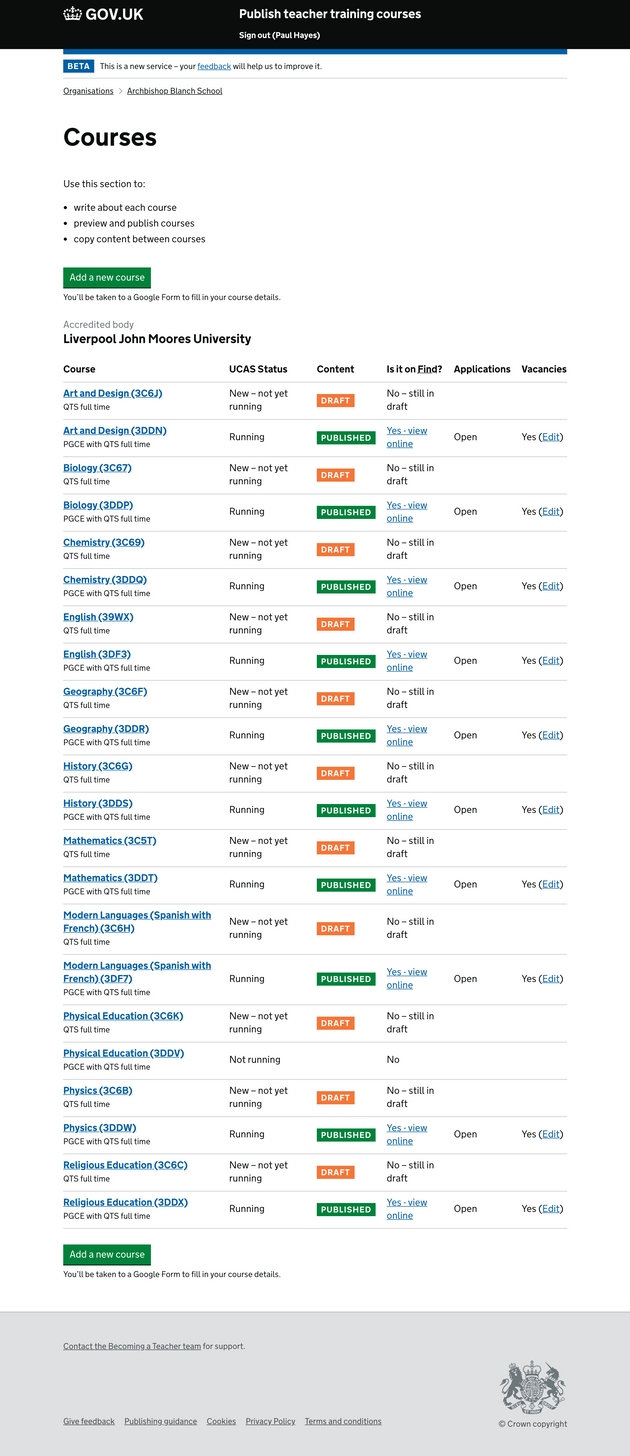 GOV.UK
Publish teacher training courses
Sign out (Paul Hayes)
BETA This is a new service – your feedback will help us to improve it.
Organisations > Archbishop Blanch School
Courses
Use this section to:
• write about each course
• preview and publish courses
• copy content between courses
Add a new course
You'll be taken to a Google Form to fill in your course details.
Accredited body
Liverpool John Moores University
Course UCAS Status Content Is it on Find? Applications Vacancies
Art and Design (3C6J)
QTS full time
New – not yet
running
DRAFT
No – still in
draft
Art and Design (3DDN)
PGCE with QTS full time
Running
PUBLISHED
Yes - view
online
Open
Yes (Edit)
Biology (3C67)
QTS full time
New – not yet
running
DRAFT
No – still in
draft
Biology (3DDP)
PGCE with QTS full time
Running
PUBLISHED
Yes - view
online
Open
Yes (Edit)
Chemistry (3C69)
QTS full time
New – not yet
running
DRAFT
No – still in
draft
Chemistry (3DDQ)
PGCE with QTS full time
Running
PUBLISHED
Yes - view
online
Open
Yes (Edit)
English (39WX)
QTS full time
New – not yet
running
DRAFT
No – still in
draft
English (3DF3)
PGCE with QTS full time
Running
PUBLISHED
Yes - view
online
Open
Yes (Edit)
Geography (3C6F)
QTS full time
New – not yet
running
DRAFT
No – still in
draft
Geography (3DDR)
PGCE with QTS full time
Running
PUBLISHED
Yes - view
online
Open
Yes (Edit)
History (3C6G)
QTS full time
New – not yet
running
DRAFT
No – still in
draft
History (3DDS)
PGCE with QTS full time
Running
PUBLISHED
Yes - view
online
Open
Yes (Edit)
Mathematics (3C5T)
QTS full time
New – not yet
running
DRAFT
No – still in
draft
Mathematics (3DDT)
PGCE with QTS full time
Running
PUBLISHED
Yes - view
online
Open
Yes (Edit)
Modern Languages (Spanish with
French) (3C6H)
QTS full time
New – not yet
running
DRAFT
No – still in
draft
Modern Languages (Spanish with
French) (3DF7)
PGCE with QTS full time
Running
PUBLISHED
Yes - view
online
Open
Yes (Edit)
Physical Education (3C6K)
QTS full time
New – not yet
running
DRAFT
No – still in
draft
Physical Education (3DDV)
PGCE with QTS full time
Not running
No
Physics (3C6B)
QTS full time
New – not yet
running
DRAFT
No – still in
draft
Physics (3DDW)
PGCE with QTS full time
Running
PUBLISHED
Yes - view
online
Open
Yes (Edit)
Religious Education (3C6C)
QTS full time
New – not yet
running
DRAFT
No – still in
draft
Religious Education (3DDX)
PGCE with QTS full time
Running
PUBLISHED
Yes - view
online
Open
Yes (Edit)
Add a new course
You'll be taken to a Google Form to fill in your course details.
Contact the Becoming a Teacher team for support.
Give feedback Publishing guidance Cookies Privacy Policy Terms and conditions
© Crown copyright